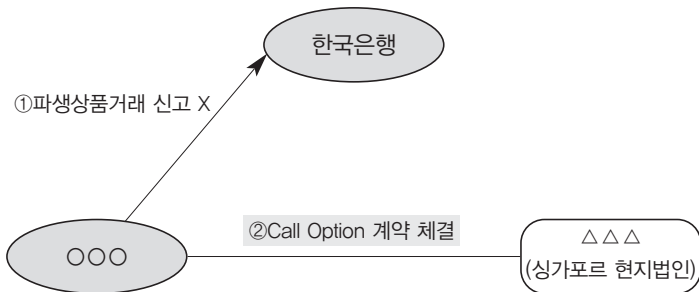 한국은행
①파생상품거래 신고 X
②Call Option 계약 체결
○○○
△△△
(싱가포르 현지법인)